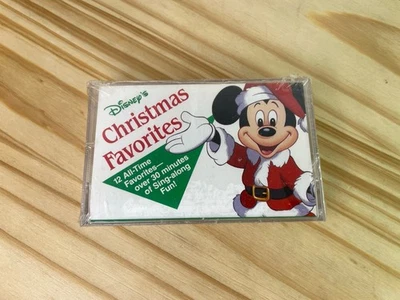 Disney's
Christmas
Favorites
12 All-Time
Favorites—
over 30 minutes
of Sing-along
Fun!